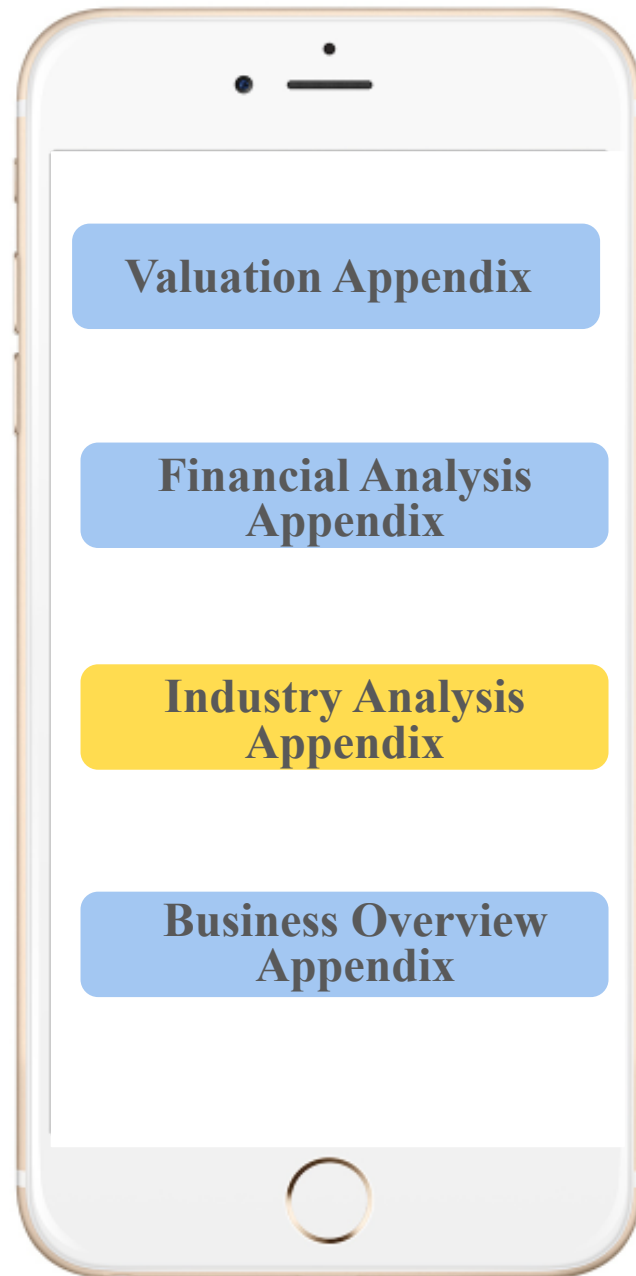 Valuation Appendix
Financial Analysis
Appendix
Industry Analysis
Appendix
Business Overview
Appendix